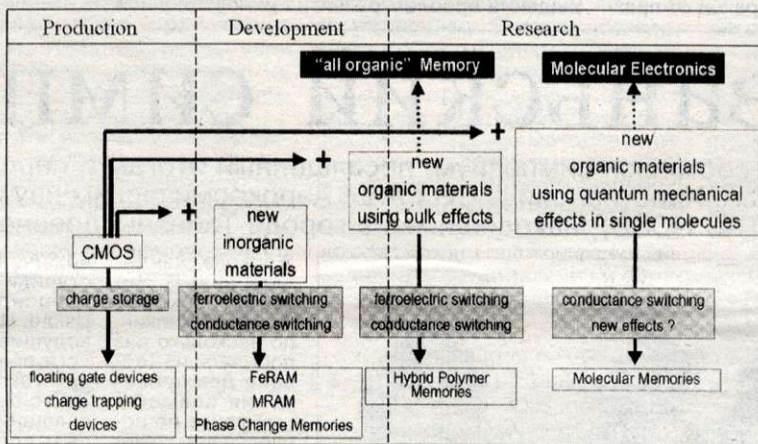 Production
Development
Research
"all organic" Memory
Molecular Electronics
+
new
organic materials
using quantum mechanical
effects in single molecules
+
new
organic materials
using bulk effects
+
new
inorganic
materials
CMOS
charge storage
ferroelectric switching
conductance switching
ferroelectric switching
conductance switching
conductance switching
new effects ?
floating gate devices
charge trapping
devices
FeRAM
MRAM
Phase Change Memories
Hybrid Polymer
Memories
Molecular Memories